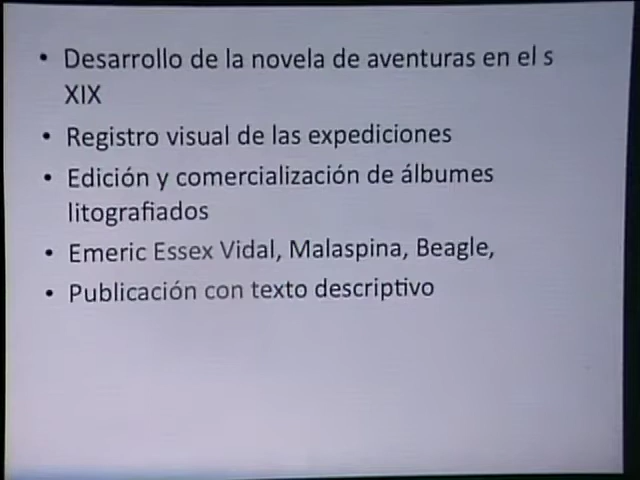 • Desarrollo de la novela de aventuras en el s
XIX
• Registro visual de las expediciones
• Edición y comercialización de álbumes
litografiados
• Emeric Essex Vidal, Malaspina, Beagle,
• Publicación con texto descriptivo